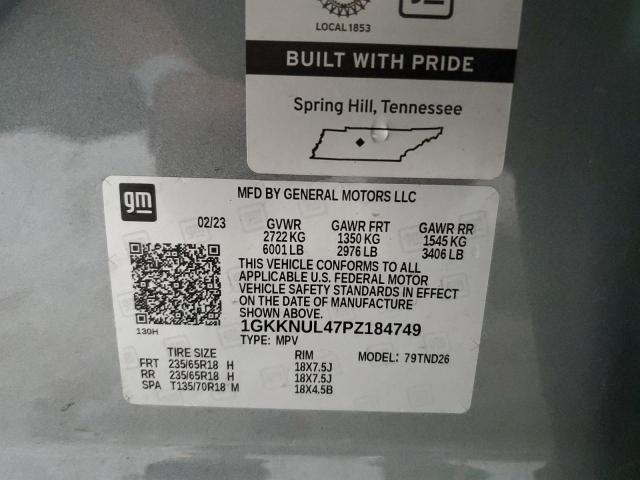 LOCAL 1853
BUILT WITH PRIDE
Spring Hill, Tennessee
gm
MFD BY GENERAL MOTORS LLC
02/23
GVWR GAWR FRT GAWR RR
2722 KG 1350 KG 1545 KG
6001 LB 2976 LB 3406 LB
THIS VEHICLE CONFORMS TO ALL
APPLICABLE U.S. FEDERAL MOTOR
VEHICLE SAFETY STANDARDS IN EFFECT
ON THE DATE OF MANUFACTURE
SHOWN ABOVE.
1GKKNUL47PZ184749
130H
TYPE: MPV
TIRE SIZE RIM MODEL: 79TND26
FRT 235/65R18 H 18X7.5J
RR 235/65R18 H 18X7.5J
SPA T135/70R18 M 18X4.5B